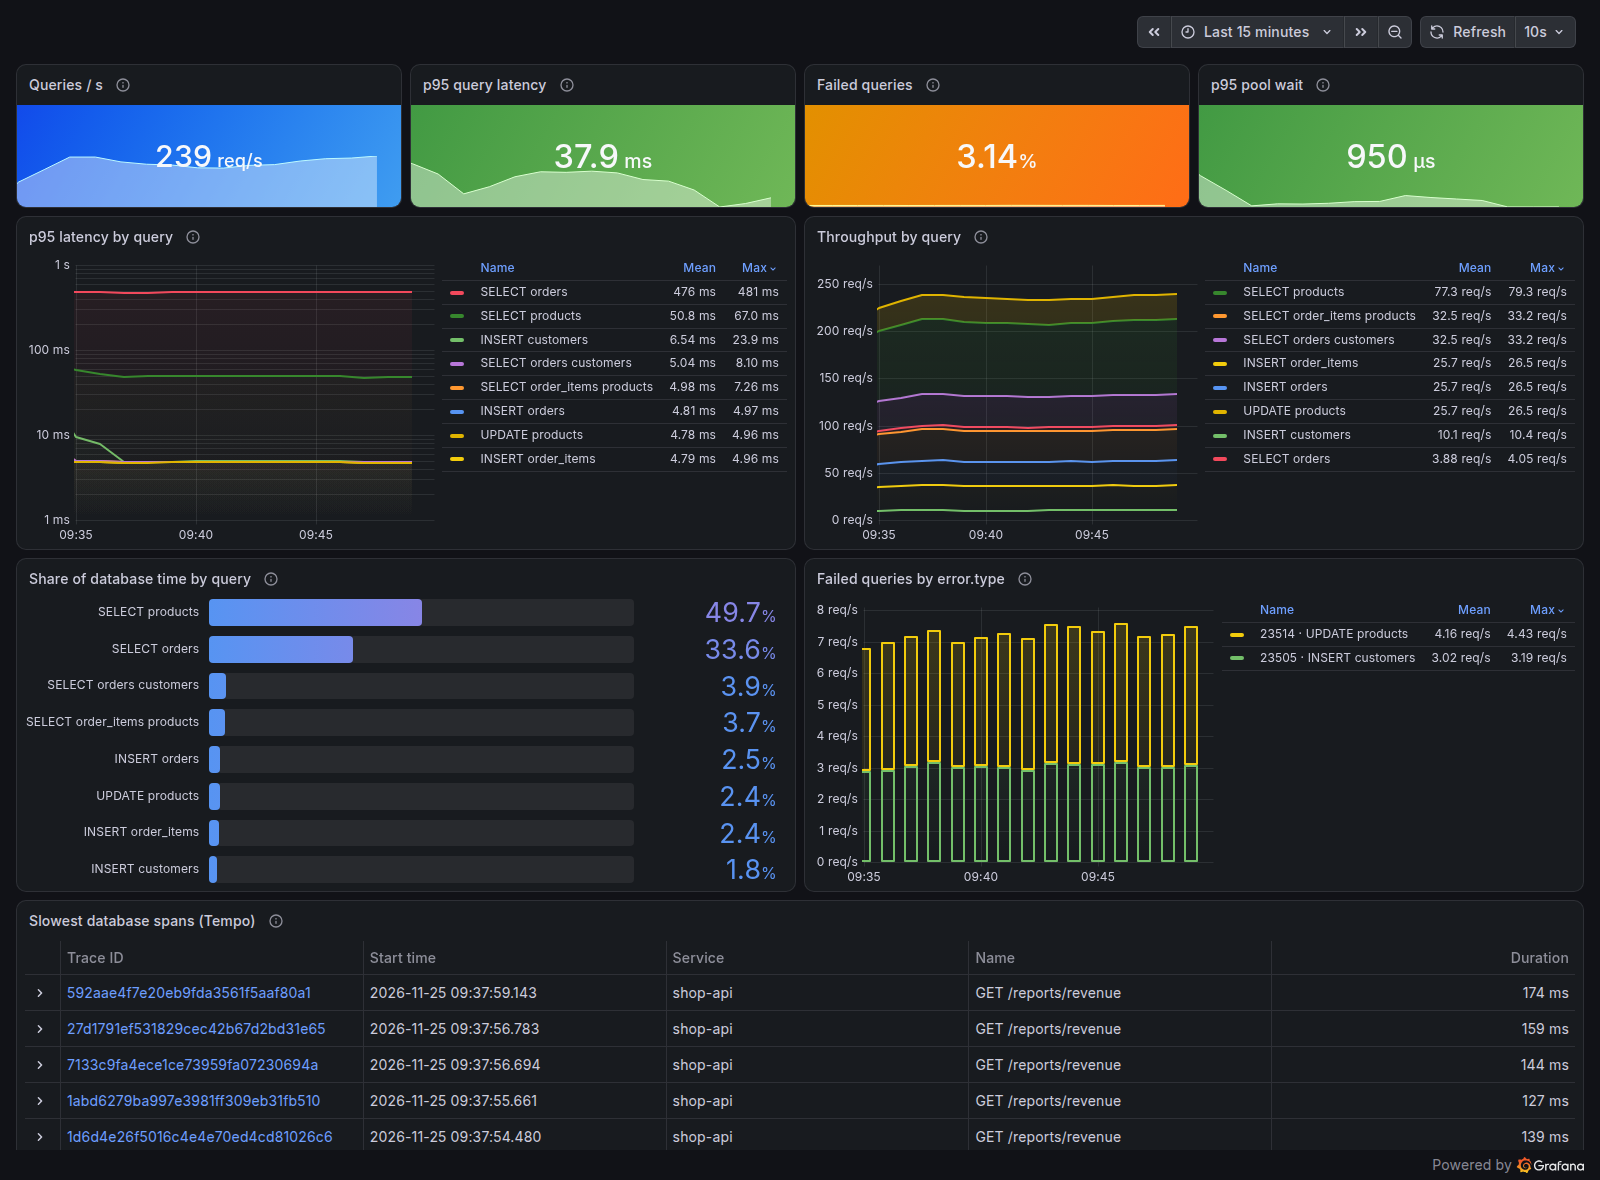 Last 15 minutes
Refresh
10s
Queries / s
239 req/s
p95 query latency
37.9 ms
Failed queries
3.14%
p95 pool wait
950 µs
p95 latency by query
1 s
100 ms
10 ms
1 ms
09:35 09:40 09:45
Name Mean Max
SELECT orders 476 ms 481 ms
SELECT products 50.8 ms 67.0 ms
INSERT customers 6.54 ms 23.9 ms
SELECT orders customers 5.04 ms 8.10 ms
SELECT order_items products 4.98 ms 7.26 ms
INSERT orders 4.81 ms 4.97 ms
UPDATE products 4.78 ms 4.96 ms
INSERT order_items 4.79 ms 4.96 ms
Throughput by query
250 req/s
200 req/s
150 req/s
100 req/s
50 req/s
0 req/s
09:35 09:40 09:45
Name Mean Max
SELECT products 77.3 req/s 79.3 req/s
SELECT order_items products 32.5 req/s 33.2 req/s
SELECT orders customers 32.5 req/s 33.2 req/s
INSERT order_items 25.7 req/s 26.5 req/s
INSERT orders 25.7 req/s 26.5 req/s
UPDATE products 25.7 req/s 26.5 req/s
INSERT customers 10.1 req/s 10.4 req/s
SELECT orders 3.88 req/s 4.05 req/s
Share of database time by query
SELECT products 49.7%
SELECT orders 33.6%
SELECT orders customers 3.9%
SELECT order_items products 3.7%
INSERT orders 2.5%
UPDATE products 2.4%
INSERT order_items 2.4%
INSERT customers 1.8%
Failed queries by error.type
8 req/s
7 req/s
6 req/s
5 req/s
4 req/s
3 req/s
2 req/s
1 req/s
0 req/s
09:35 09:40 09:45
Name Mean Max
23514 · UPDATE products 4.16 req/s 4.43 req/s
23505 · INSERT customers 3.02 req/s 3.19 req/s
Slowest database spans (Tempo)
Trace ID Start time Service Name Duration
592aae4f7e20eb9fda3561f5aaf80a1 2026-11-25 09:37:59.143 shop-api GET /reports/revenue 174 ms
27d1791ef531829cec42b67d2bd31e65 2026-11-25 09:37:56.783 shop-api GET /reports/revenue 159 ms
7133c9fa4ece1ce73959fa07230694a 2026-11-25 09:37:56.694 shop-api GET /reports/revenue 144 ms
1abd6279ba997e3981ff309eb31fb510 2026-11-25 09:37:55.661 shop-api GET /reports/revenue 127 ms
1d6d4e26f5016c4e4e70ed4cd81026c6 2026-11-25 09:37:54.480 shop-api GET /reports/revenue 139 ms
Powered by Grafana